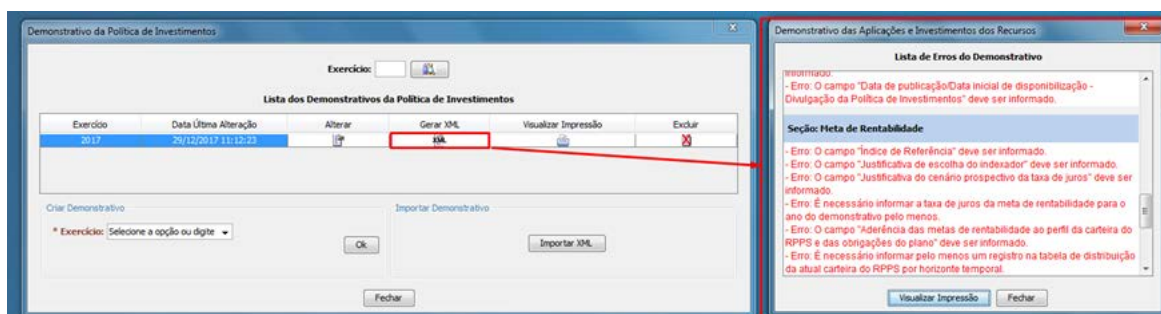 Demonstrativo da Política de Investimentos
Exercício:
Lista dos Demonstrativos da Política de Investimentos
Exercício Data Última Alteração Alterar Gerar XML Visualizar Impressão Excluir
2017 29/12/2017 11:12:23 XML
Criar Demonstrativo
* Exercício: Selecione a opção ou digite
Ok
Importar Demonstrativo
Importar XML
Fechar
Demonstrativo das Aplicações e Investimentos dos Recursos
Lista de Erros do Demonstrativo
informado.
- Erro: O campo "Data de publicação/Data inicial de disponibilização -
Divulgação da Política de Investimentos" deve ser informado.
Seção: Meta de Rentabilidade
- Erro: O campo "Índice de Referência" deve ser informado.
- Erro: O campo "Justificativa de escolha do indexador" deve ser informado.
- Erro: O campo "Justificativa do cenário prospectivo da taxa de juros" deve ser
informado.
- Erro: É necessário informar a taxa de juros da meta de rentabilidade para o
ano do demonstrativo pelo menos.
- Erro: O campo "Aderência das metas de rentabilidade ao perfil da carteira do
RPPS e das obrigações do plano" deve ser informado.
- Erro: É necessário informar pelo menos um registro na tabela de distribuição
da atual carteira do RPPS por horizonte temporal.
Visualizar Impressão Fechar